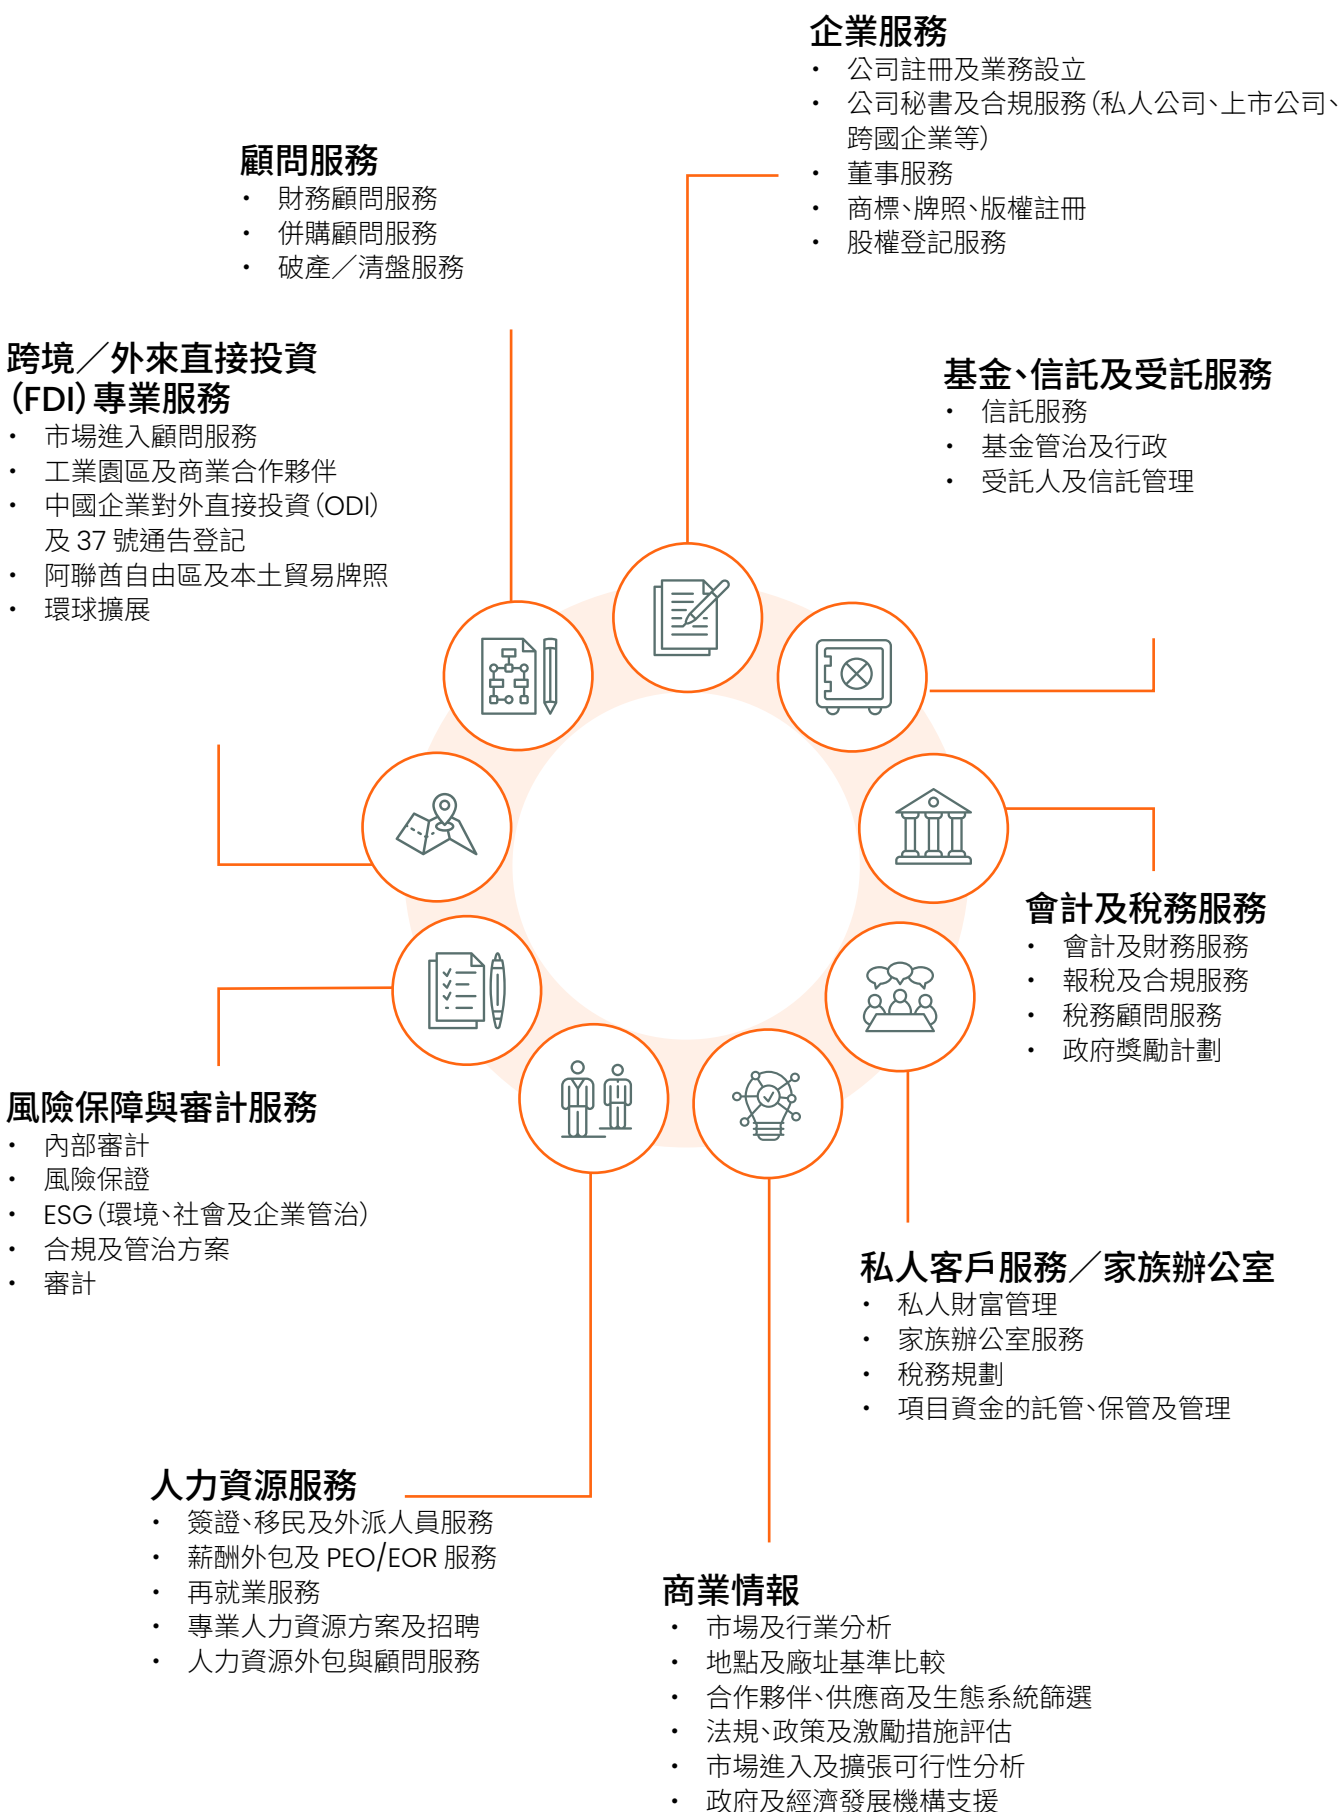 企業服務
• 公司註冊及業務設立
• 公司秘書及合規服務（私人公司、上市公司、
跨國企業等）
• 董事服務
• 商標、牌照、版權註冊
• 股權登記服務
顧問服務
• 財務顧問服務
• 併購顧問服務
• 破產／清盤服務
跨境／外來直接投資
（FDI）專業服務
• 市場進入顧問服務
• 工業園區及商業合作夥伴
• 中國企業對外直接投資（ODI）
及 37 號通告登記
• 阿聯酋自由區及本土貿易牌照
• 環球擴展
基金、信託及受託服務
• 信託服務
• 基金管治及行政
• 受託人及信託管理
會計及稅務服務
• 會計及財務服務
• 報稅及合規服務
• 稅務顧問服務
• 政府獎勵計劃
風險保障與審計服務
• 內部審計
• 風險保證
• ESG（環境、社會及企業管治）
• 合規及管治方案
• 審計
私人客戶服務／家族辦公室
• 私人財富管理
• 家族辦公室服務
• 稅務規劃
• 項目資金的託管、保管及管理
人力資源服務
• 簽證、移民及外派人員服務
• 薪酬外包及 PEO/EOR 服務
• 再就業服務
• 專業人力資源方案及招聘
• 人力資源外包與顧問服務
商業情報
• 市場及行業分析
• 地點及廠址基準比較
• 合作夥伴、供應商及生態系統篩選
• 法規、政策及激勵措施評估
• 市場進入及擴張可行性分析
• 政府及經濟發展機構支援